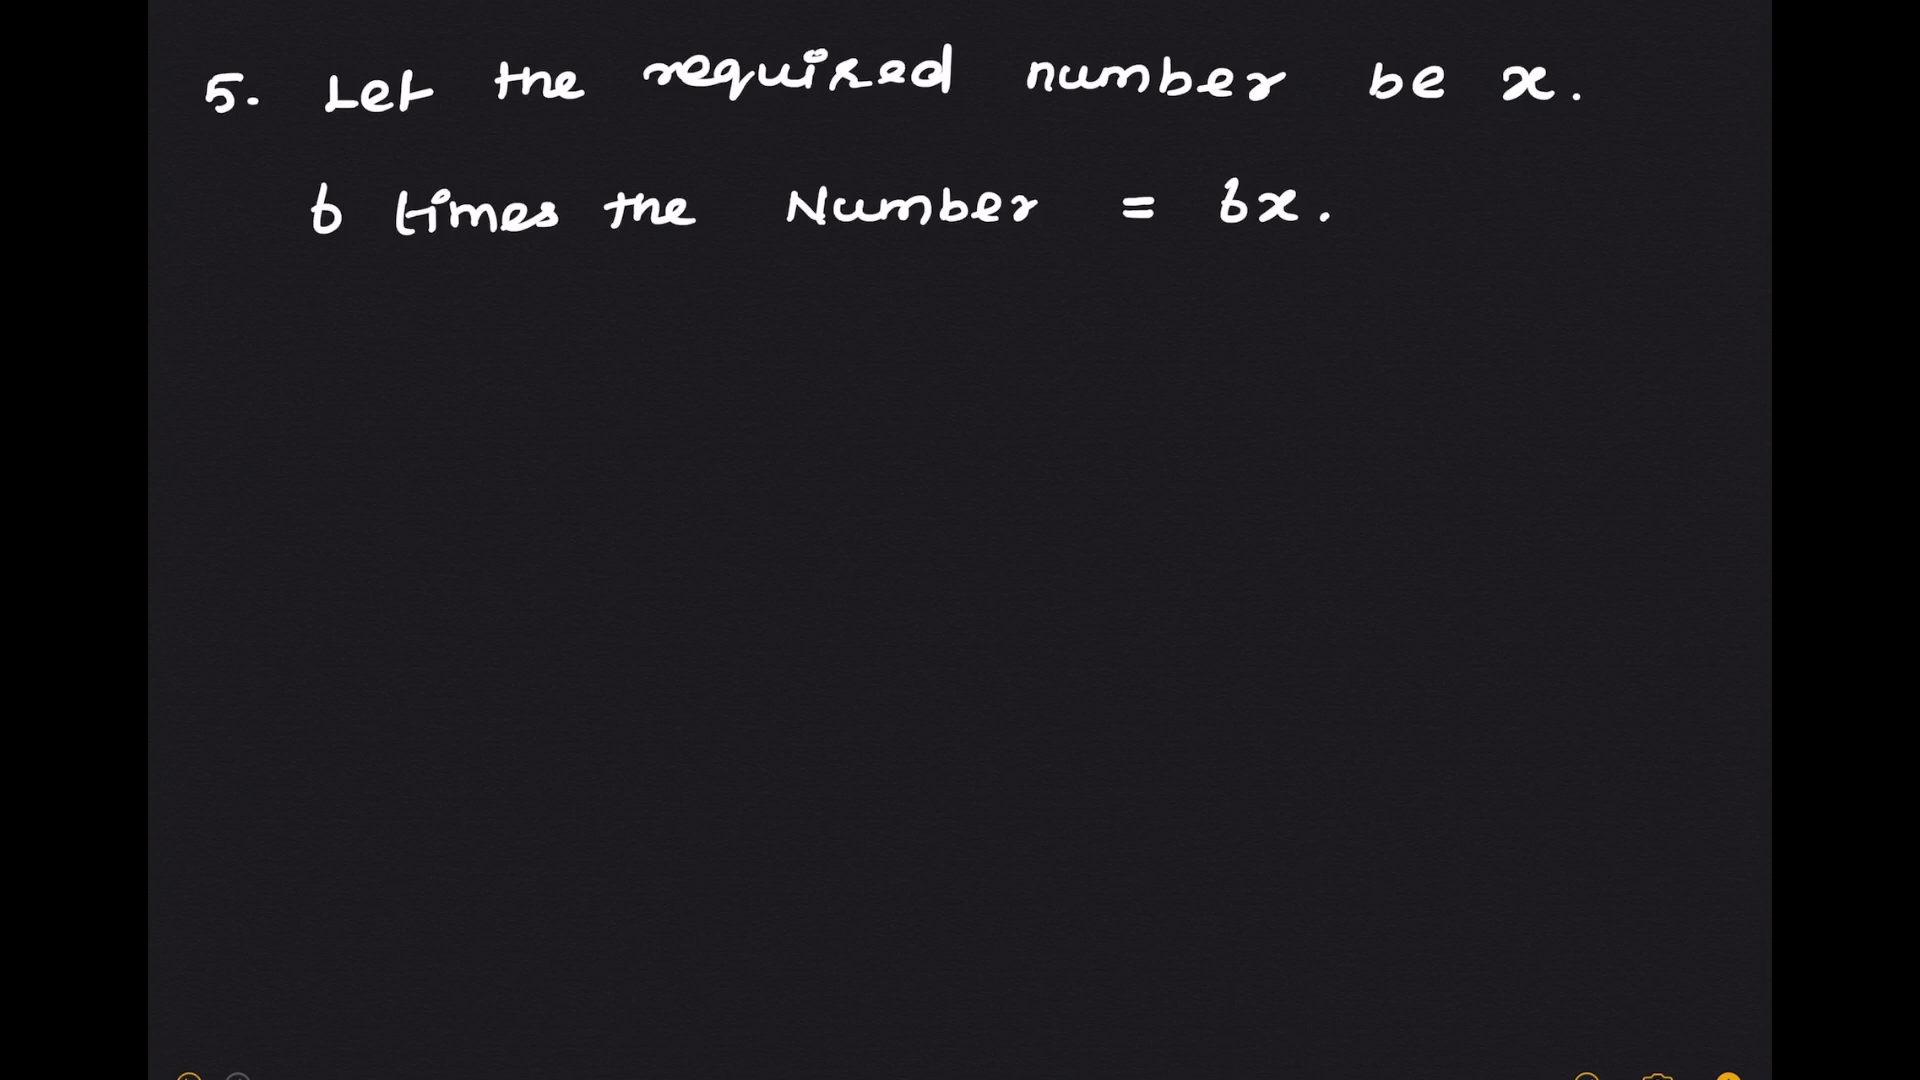 5. Let the required number be x.
6 times the Number = 6x.